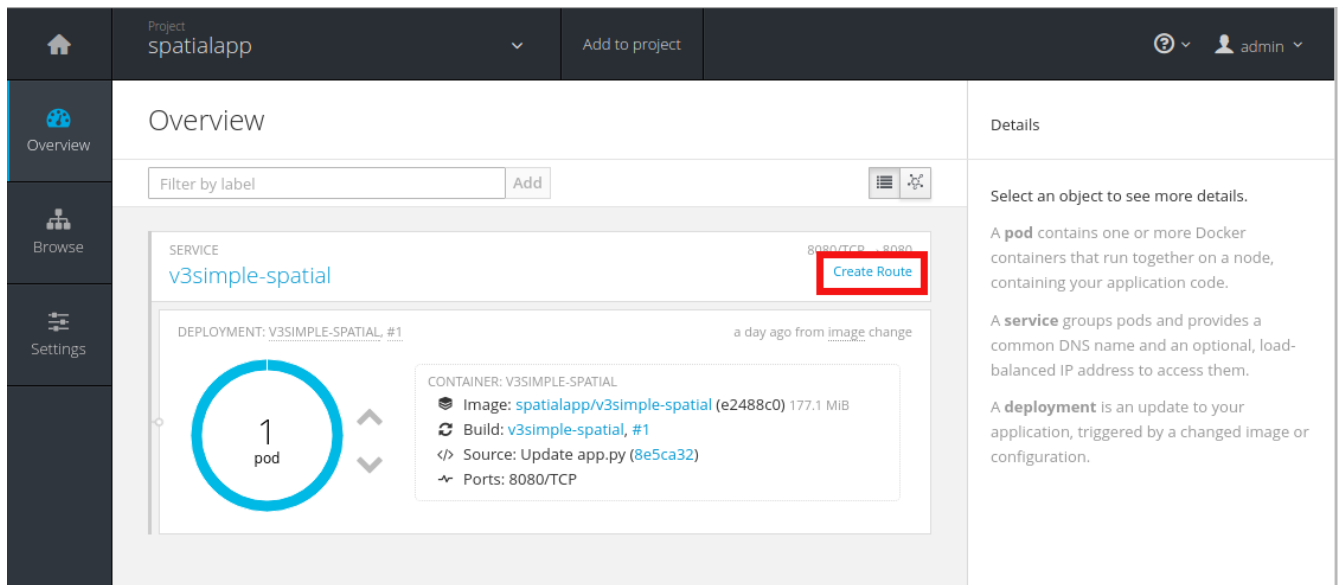 Project
spatialapp
Add to project
admin
Overview
Browse
Settings
Overview
Filter by label
Add
SERVICE
v3simple-spatial
8080/TCP → 8080
Create Route
DEPLOYMENT: V3SIMPLE-SPATIAL, #1
a day ago from image change
1
pod
CONTAINER: V3SIMPLE-SPATIAL
Image: spatialapp/v3simple-spatial (e2488c0) 177.1 MiB
Build: v3simple-spatial, #1
Source: Update app.py (8e5ca32)
Ports: 8080/TCP
Details
Select an object to see more details.
A pod contains one or more Docker
containers that run together on a node,
containing your application code.
A service groups pods and provides a
common DNS name and an optional, load-
balanced IP address to access them.
A deployment is an update to your
application, triggered by a changed image or
configuration.